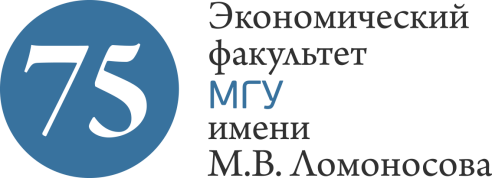 75
Экономический
факультет
МГУ
имени
М.В. Ломоносова